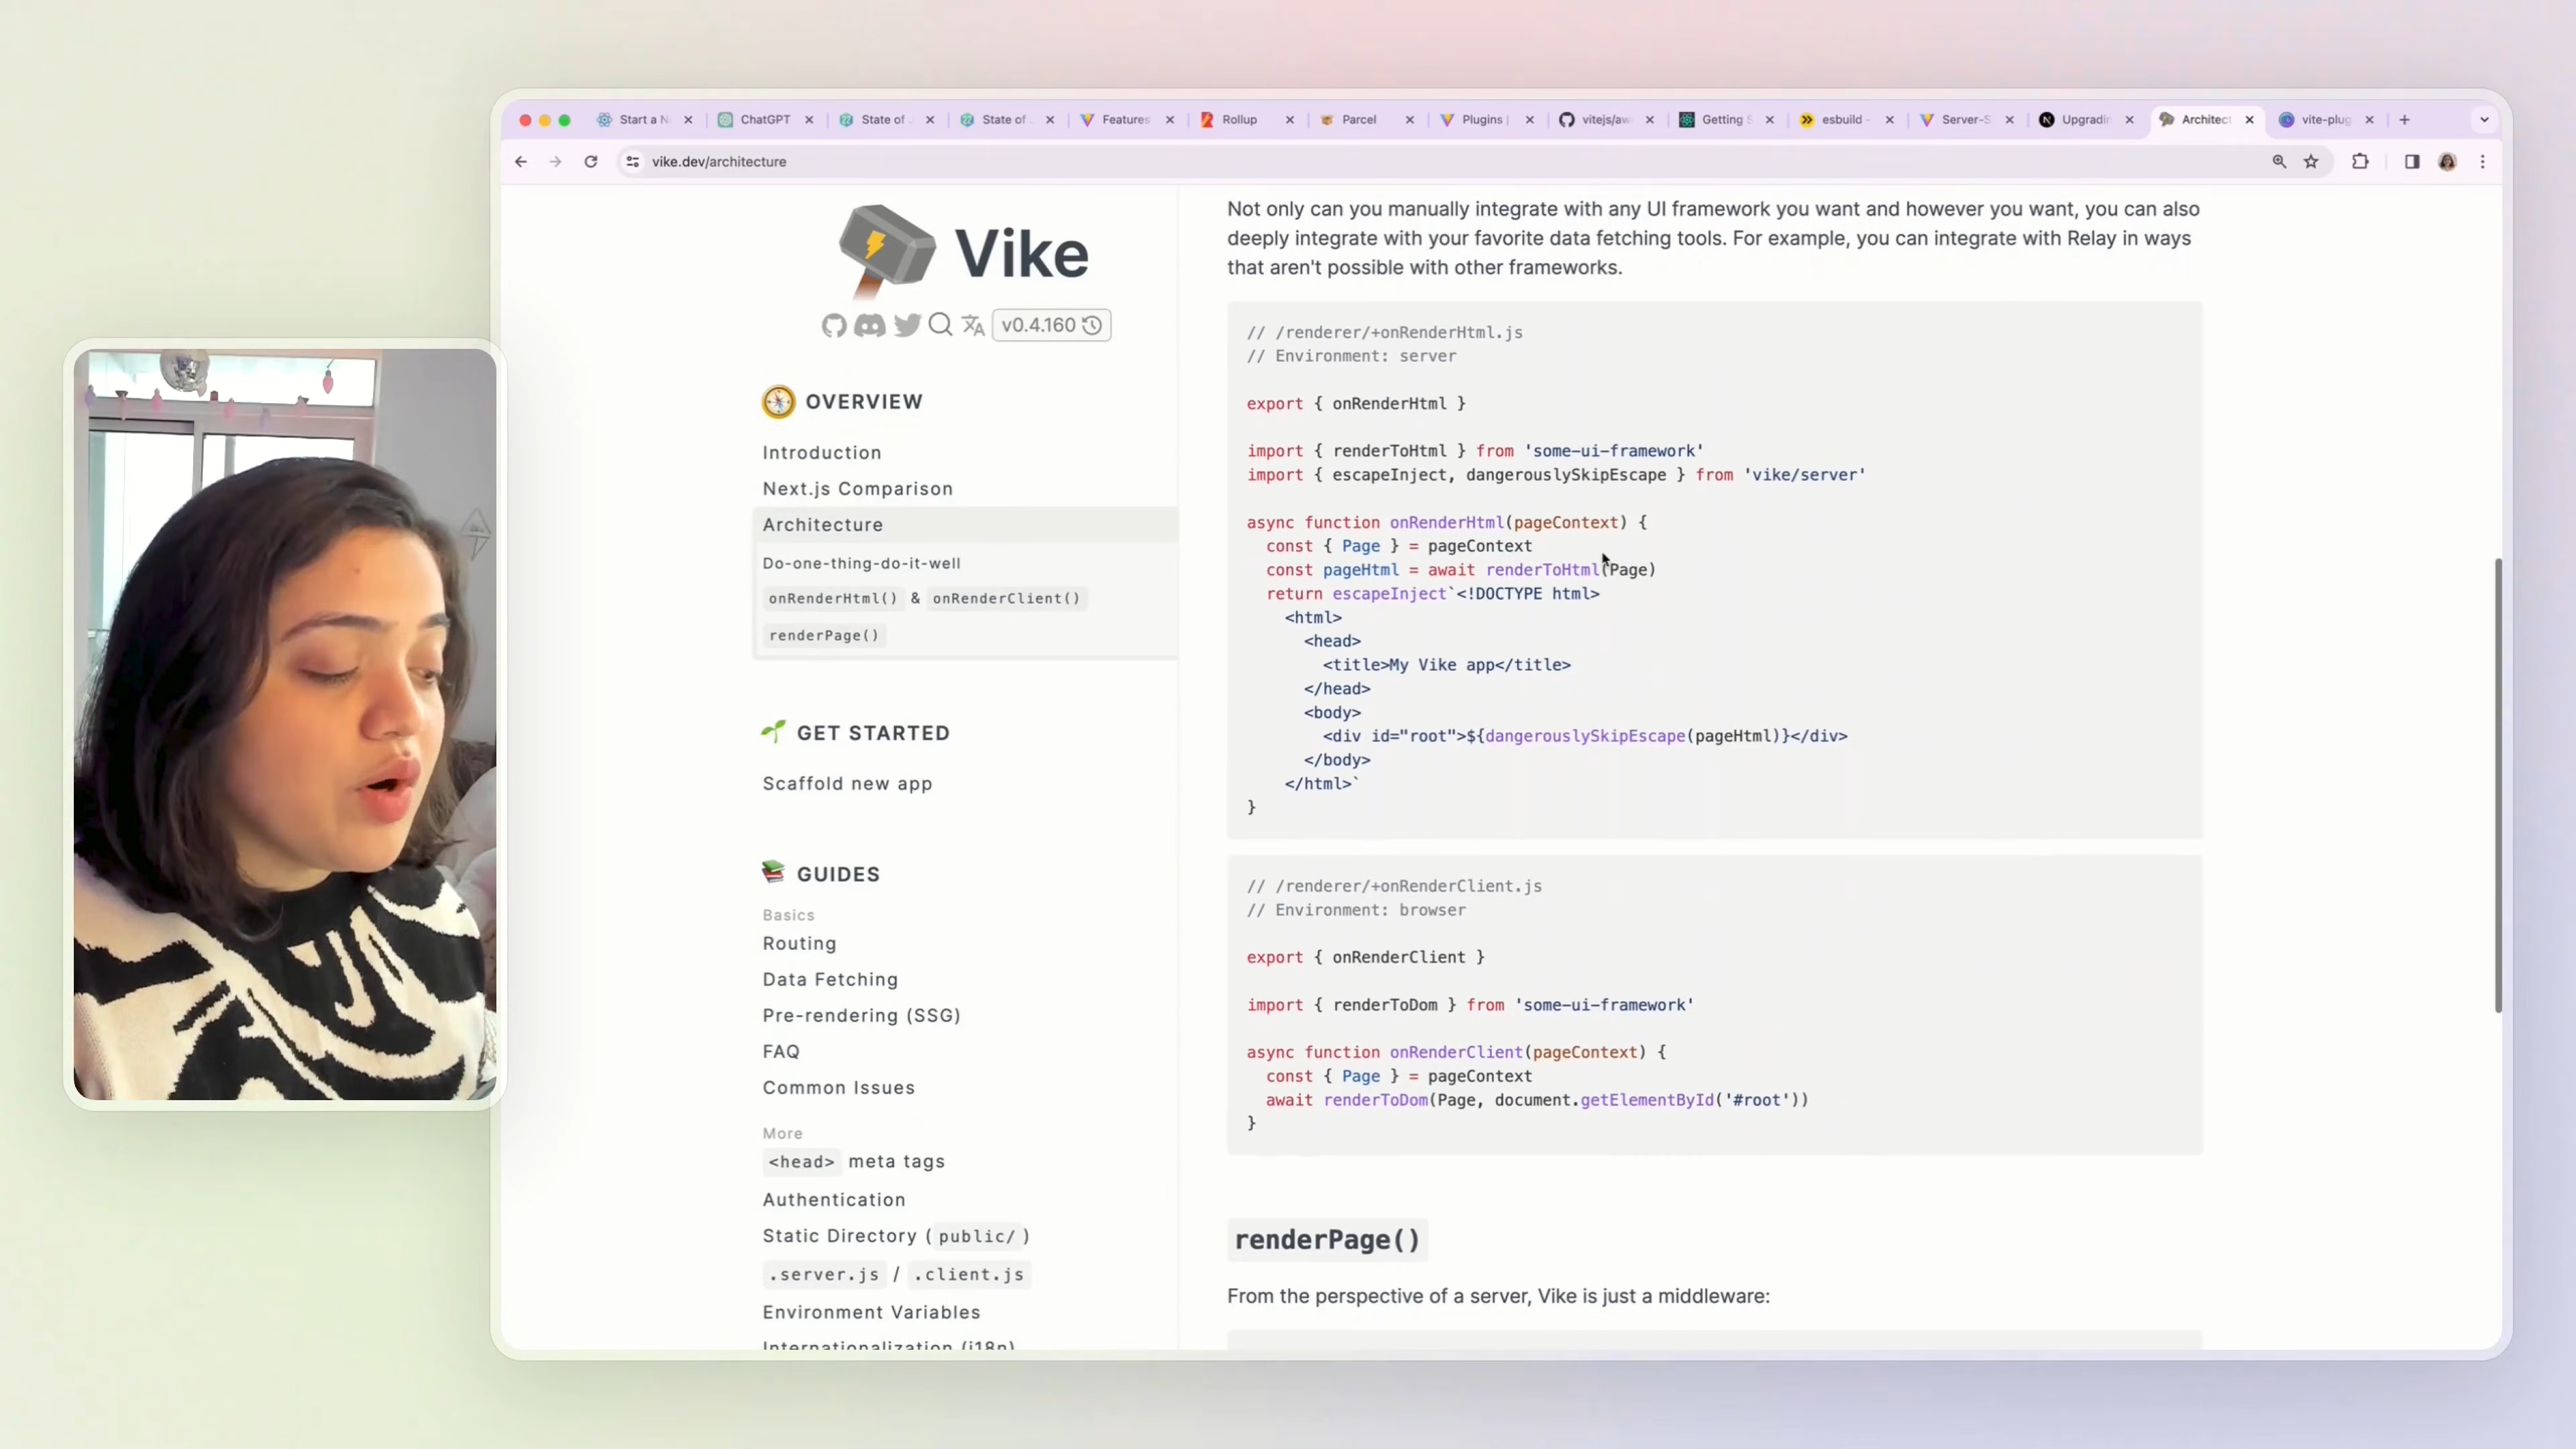 Start a N
ChatGPT
State of
State of
Features
Rollup
Parcel
Plugins |
vitejs/aw
Getting S
esbuild -
Server-S
Upgradin
Architect
vite-plug
vike.dev/architecture
Vike
v0.4.160
OVERVIEW
Introduction
Next.js Comparison
Architecture
Do-one-thing-do-it-well
onRenderHtml() & onRenderClient()
renderPage()
GET STARTED
Scaffold new app
GUIDES
Basics
Routing
Data Fetching
Pre-rendering (SSG)
FAQ
Common Issues
More
<head> meta tags
Authentication
Static Directory ( public/ )
.server.js / .client.js
Environment Variables
Internationalization (i18n)
Not only can you manually integrate with any UI framework you want and however you want, you can also
deeply integrate with your favorite data fetching tools. For example, you can integrate with Relay in ways
that aren't possible with other frameworks.
// /renderer/+onRenderHtml.js
// Environment: server
export { onRenderHtml }
import { renderToHtml } from 'some-ui-framework'
import { escapeInject, dangerouslySkipEscape } from 'vike/server'
async function onRenderHtml(pageContext) {
const { Page } = pageContext
const pageHtml = await renderToHtml(Page)
return escapeInject`<!DOCTYPE html>
<html>
<head>
<title>My Vike app</title>
</head>
<body>
<div id="root">${dangerouslySkipEscape(pageHtml)}</div>
</body>
</html>`
}
// /renderer/+onRenderClient.js
// Environment: browser
export { onRenderClient }
import { renderToDom } from 'some-ui-framework'
async function onRenderClient(pageContext) {
const { Page } = pageContext
await renderToDom(Page, document.getElementById('#root'))
}
renderPage()
From the perspective of a server, Vike is just a middleware: